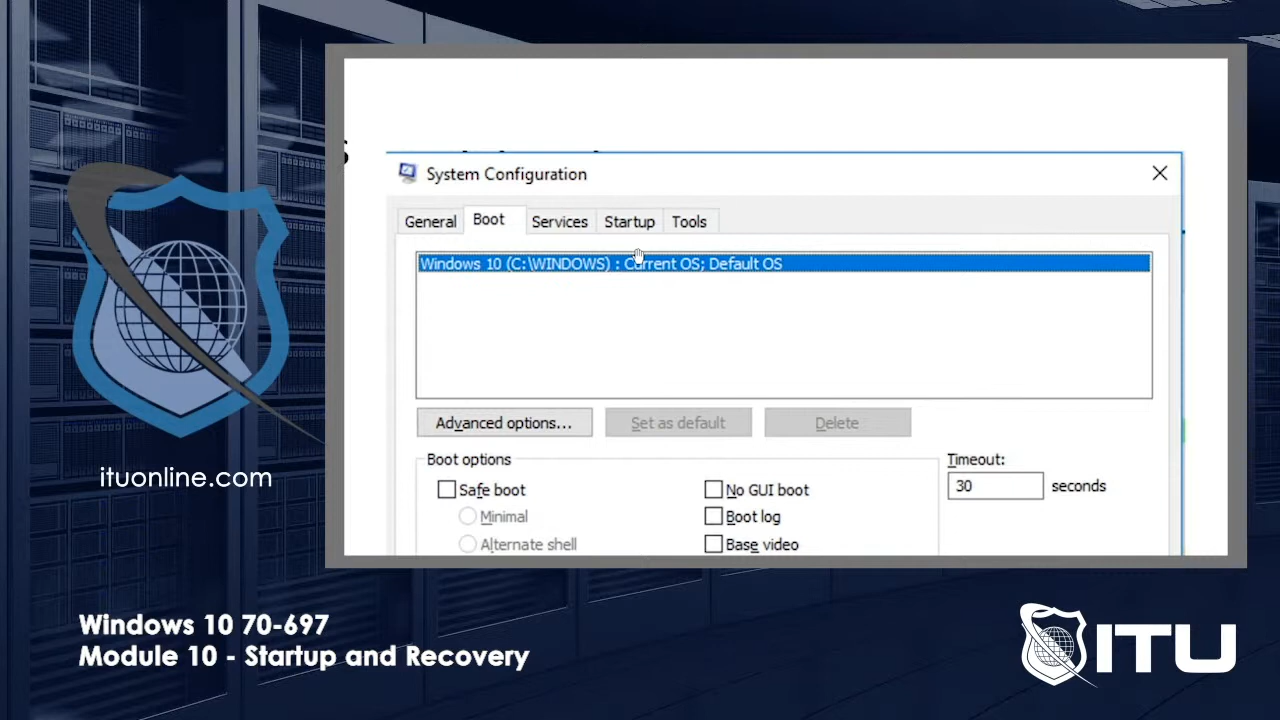 System Configuration
General Boot Services Startup Tools
Windows 10 (C:\WINDOWS) : Current OS; Default OS
Advanced options... Set as default Delete
Boot options
Timeout:
30 seconds
Safe boot
No GUI boot
Minimal
Boot log
Alternate shell
Base video
ituonline.com
Windows 10 70-697
Module 10 - Startup and Recovery
ITU